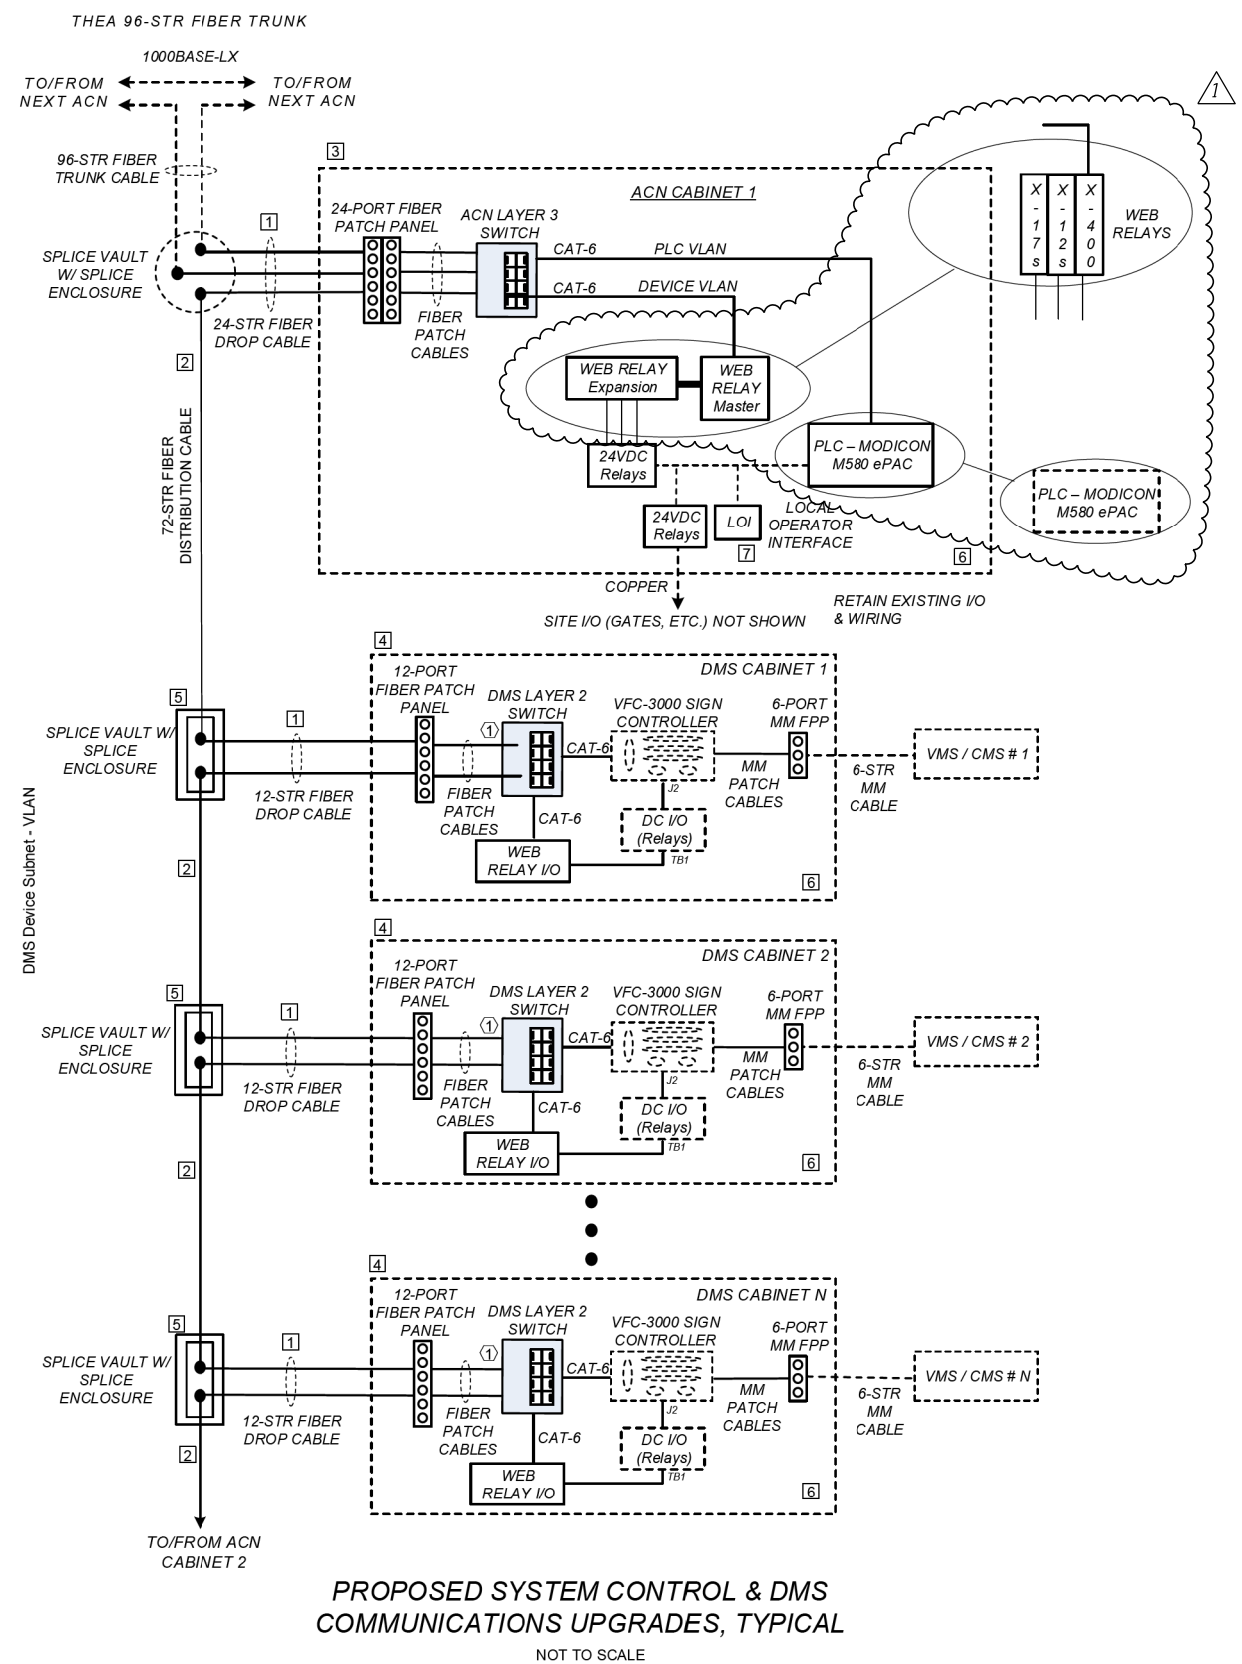 THEA 96-STR FIBER TRUNK
1000BASE-LX
TO/FROM
NEXT ACN
TO/FROM
NEXT ACN
1
96-STR FIBER
TRUNK CABLE
3
ACN CABINET 1
24-PORT FIBER
PATCH PANEL
ACN LAYER 3
SWITCH
1
CAT-6
PLC VLAN
CAT-6
DEVICE VLAN
X-17s
X-12s
X-400
WEB
RELAYS
SPLICE VAULT
W/ SPLICE
ENCLOSURE
24-STR FIBER
DROP CABLE
FIBER
PATCH
CABLES
2
WEB RELAY
Expansion
WEB
RELAY
Master
72-STR FIBER
DISTRIBUTION CABLE
24VDC
Relays
PLC – MODICON
M580 ePAC
PLC – MODICON
M580 ePAC
24VDC
Relays
LOI
LOCAL
OPERATOR
INTERFACE
7
6
COPPER
SITE I/O (GATES, ETC.) NOT SHOWN
RETAIN EXISTING I/O
& WIRING
4
DMS CABINET 1
12-PORT
FIBER PATCH
PANEL
DMS LAYER 2
SWITCH
VFC-3000 SIGN
CONTROLLER
6-PORT
MM FPP
5
1
1
SPLICE VAULT W/
SPLICE
ENCLOSURE
CAT-6
VMS / CMS # 1
12-STR FIBER
DROP CABLE
FIBER
PATCH
CABLES
MM
PATCH
CABLES
6-STR
MM
CABLE
J2
CAT-6
DC I/O
(Relays)
TB1
WEB
RELAY I/O
6
2
DMS Device Subnet - VLAN
4
DMS CABINET 2
12-PORT
FIBER PATCH
PANEL
DMS LAYER 2
SWITCH
VFC-3000 SIGN
CONTROLLER
6-PORT
MM FPP
5
1
1
SPLICE VAULT W/
SPLICE
ENCLOSURE
CAT-6
VMS / CMS # 2
12-STR FIBER
DROP CABLE
FIBER
PATCH
CABLES
MM
PATCH
CABLES
6-STR
MM
CABLE
J2
CAT-6
DC I/O
(Relays)
TB1
WEB
RELAY I/O
6
2
4
DMS CABINET N
12-PORT
FIBER PATCH
PANEL
DMS LAYER 2
SWITCH
VFC-3000 SIGN
CONTROLLER
6-PORT
MM FPP
5
1
1
SPLICE VAULT W/
SPLICE
ENCLOSURE
CAT-6
VMS / CMS # N
12-STR FIBER
DROP CABLE
FIBER
PATCH
CABLES
MM
PATCH
CABLES
6-STR
MM
CABLE
J2
CAT-6
DC I/O
(Relays)
TB1
WEB
RELAY I/O
6
2
TO/FROM ACN
CABINET 2
PROPOSED SYSTEM CONTROL & DMS
COMMUNICATIONS UPGRADES, TYPICAL
NOT TO SCALE